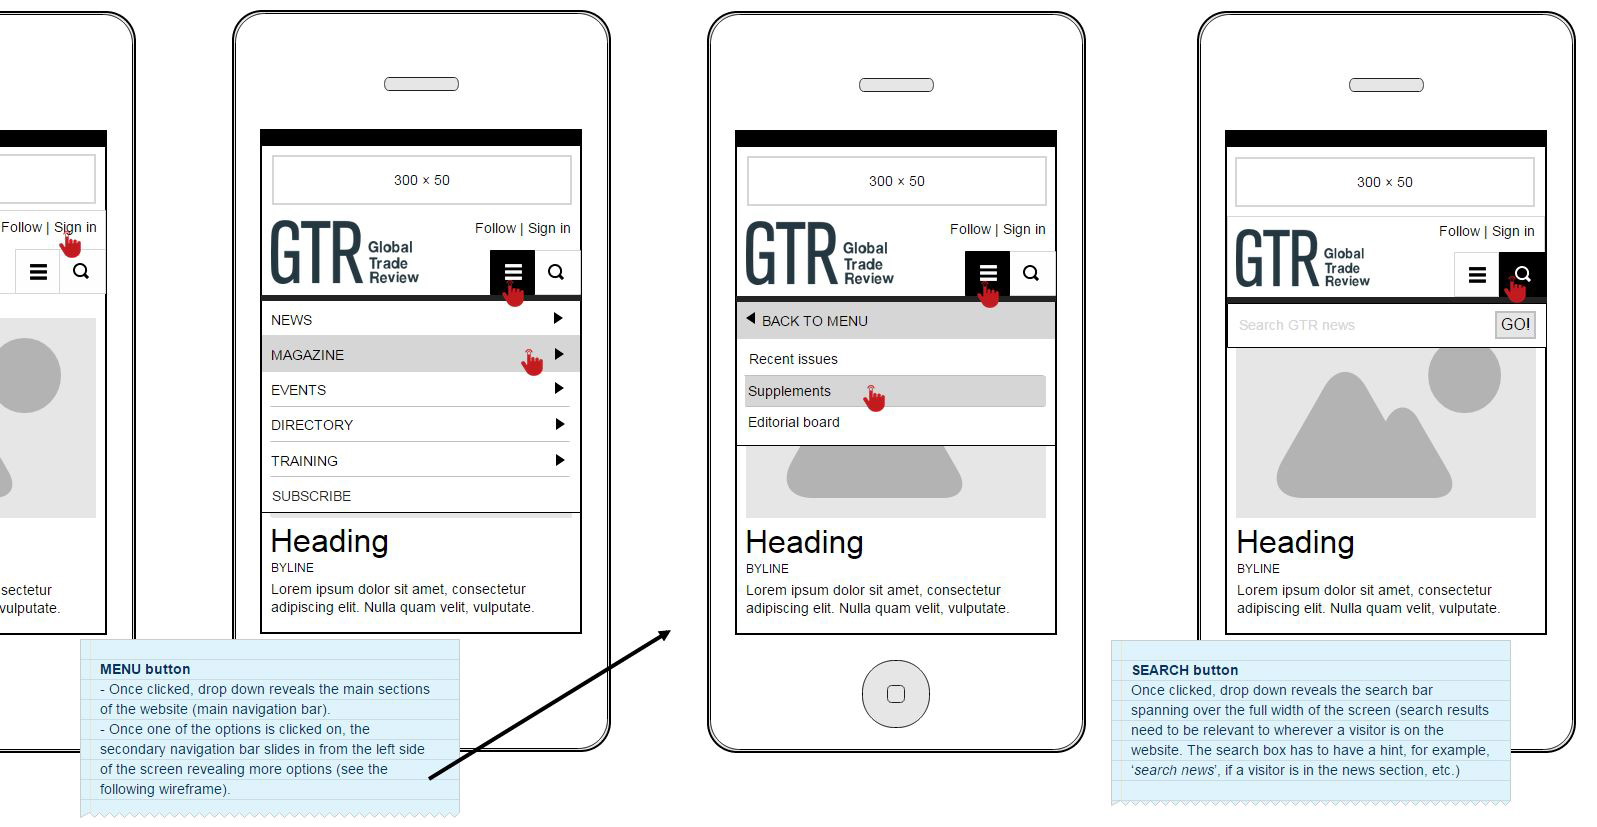 Follow | Sign in
sectetur
vulputate.
300 × 50
GTR Global
Trade
Review
Follow | Sign in
NEWS
MAGAZINE
EVENTS
DIRECTORY
TRAINING
SUBSCRIBE
Heading
BYLINE
Lorem ipsum dolor sit amet, consectetur
adipiscing elit. Nulla quam velit, vulputate.
MENU button
- Once clicked, drop down reveals the main sections
of the website (main navigation bar).
- Once one of the options is clicked on, the
secondary navigation bar slides in from the left side
of the screen revealing more options (see the
following wireframe).
300 × 50
GTR Global
Trade
Review
Follow | Sign in
BACK TO MENU
Recent issues
Supplements
Editorial board
Heading
BYLINE
Lorem ipsum dolor sit amet, consectetur
adipiscing elit. Nulla quam velit, vulputate.
300 × 50
Follow | Sign in
GTR Global
Trade
Review
Search GTR news
GO!
Heading
BYLINE
Lorem ipsum dolor sit amet, consectetur
adipiscing elit. Nulla quam velit, vulputate.
SEARCH button
Once clicked, drop down reveals the search bar
spanning over the full width of the screen (search results
need to be relevant to wherever a visitor is on the
website. The search box has to have a hint, for example,
‘search news’, if a visitor is in the news section, etc.)